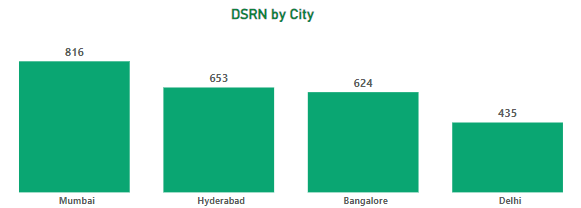 DSRN by City
816
653
624
435
Mumbai
Hyderabad
Bangalore
Delhi